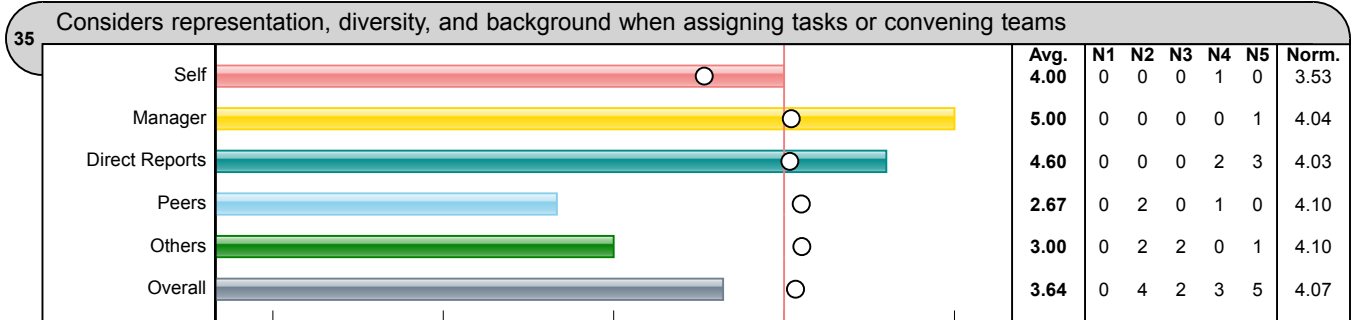 Considers representation, diversity, and background when assigning tasks or convening teams
35
Avg. N1 N2 N3 N4 N5 Norm.
Self 4.00 0 0 0 1 0 3.53
Manager 5.00 0 0 0 0 1 4.04
Direct Reports 4.60 0 0 0 2 3 4.03
Peers 2.67 0 2 0 1 0 4.10
Others 3.00 0 2 2 0 1 4.10
Overall 3.64 0 4 2 3 5 4.07